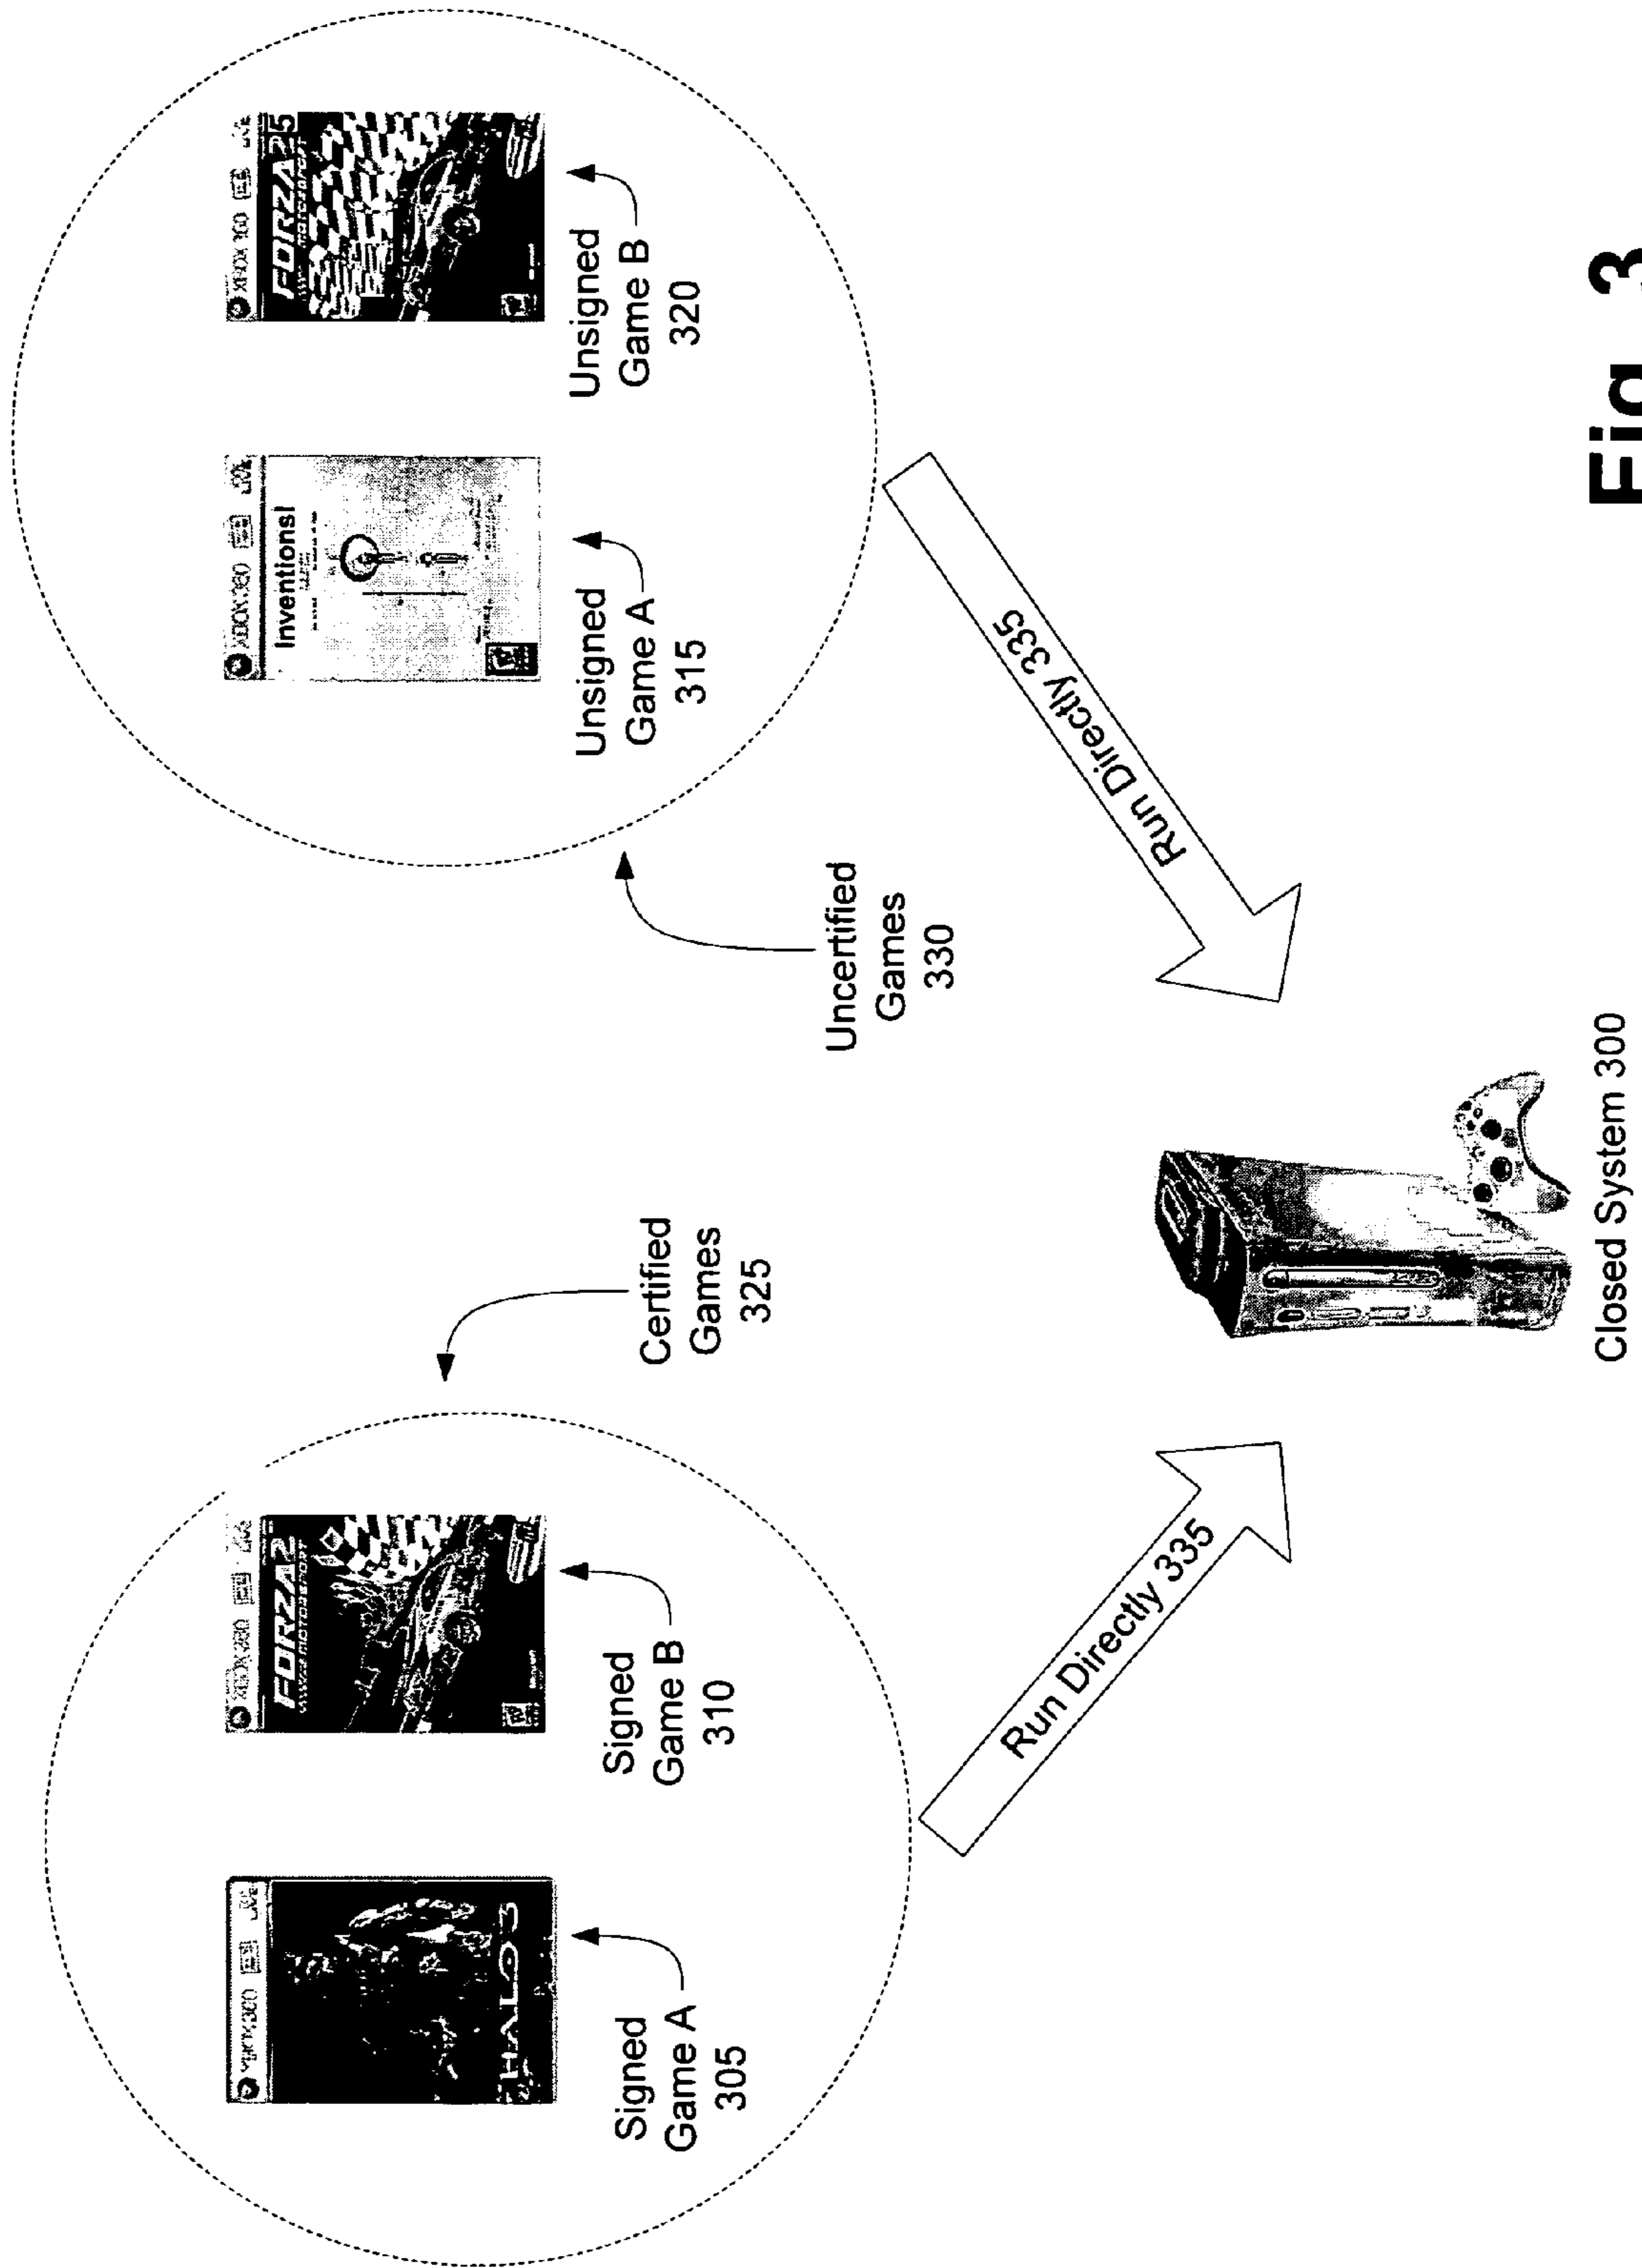 XBOX 360
HALO 3
Signed
Game A
305
XBOX 360
FORZA 2
MOTORSPORT
Signed
Game B
310
Certified
Games
325
XBOX 360
Inventions!
Unsigned
Game A
315
XBOX 360
FORZA 2 5
MOTORSPORT
Unsigned
Game B
320
Uncertified
Games
330
Run Directly 335
Run Directly 335
Closed System 300
Fig. 3